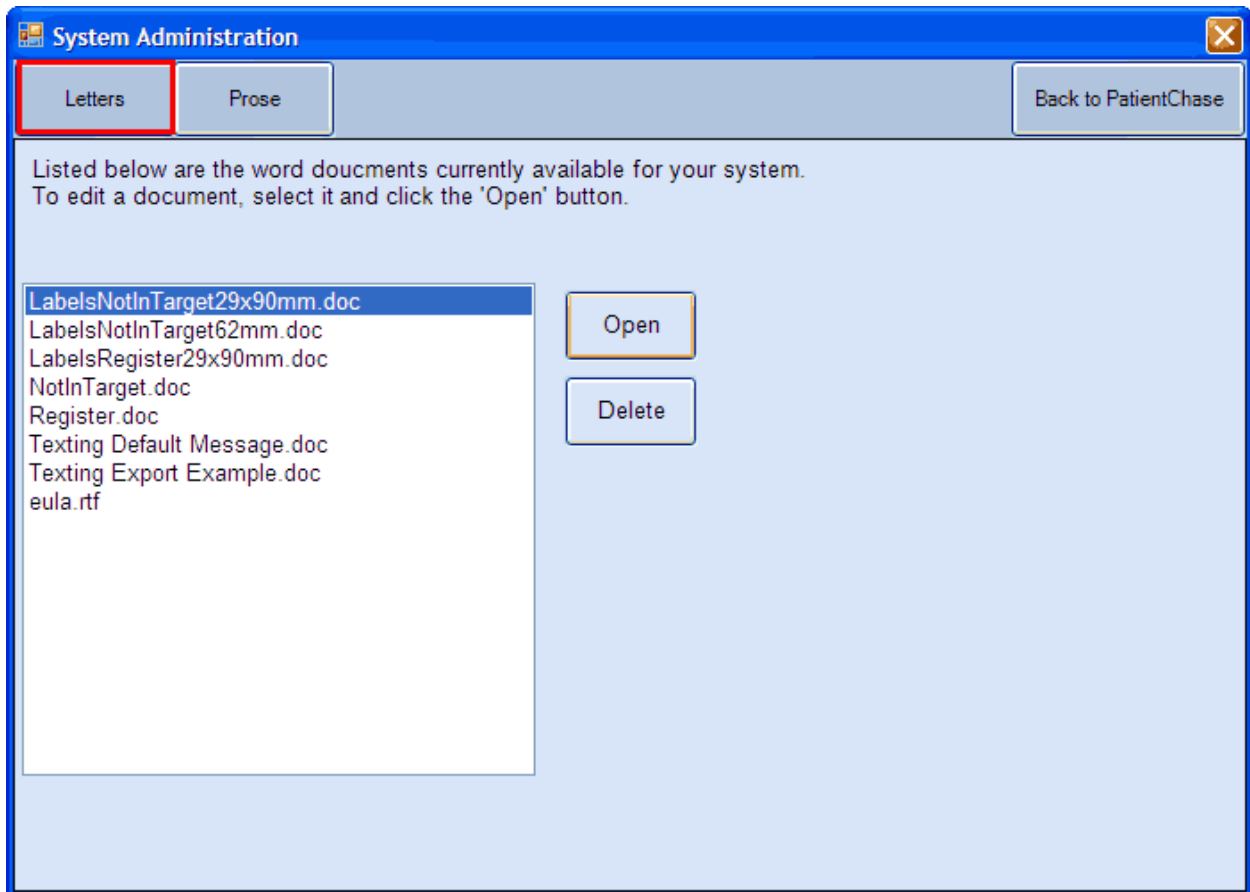 System Administration
Letters
Prose
Back to PatientChase
Listed below are the word doucments currently available for your system.
To edit a document, select it and click the 'Open' button.
LabelsNotInTarget29x90mm.doc
LabelsNotInTarget62mm.doc
LabelsRegister29x90mm.doc
NotInTarget.doc
Register.doc
Texting Default Message.doc
Texting Export Example.doc
eula.rtf
Open
Delete